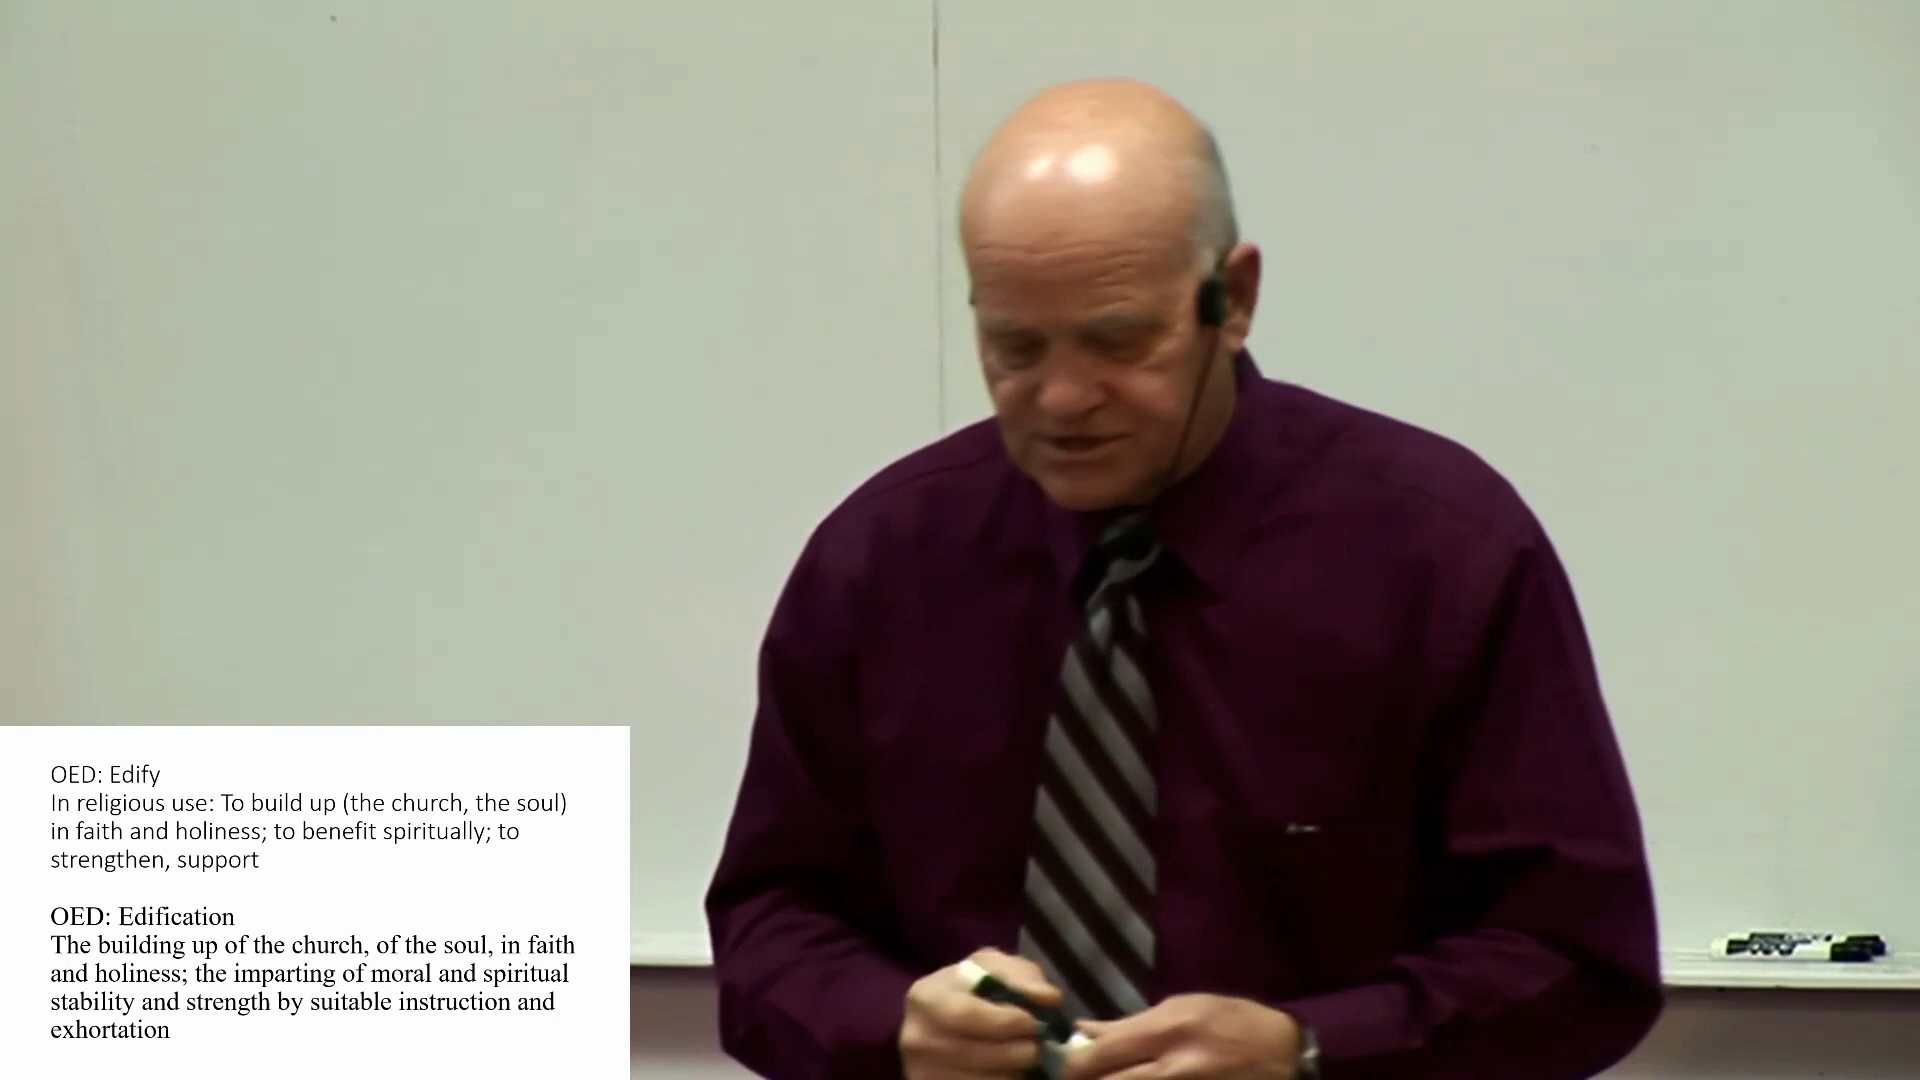 OED: Edify
In religious use: To build up (the church, the soul)
in faith and holiness; to benefit spiritually; to
strengthen, support
OED: Edification
The building up of the church, of the soul, in faith
and holiness; the imparting of moral and spiritual
stability and strength by suitable instruction and
exhortation